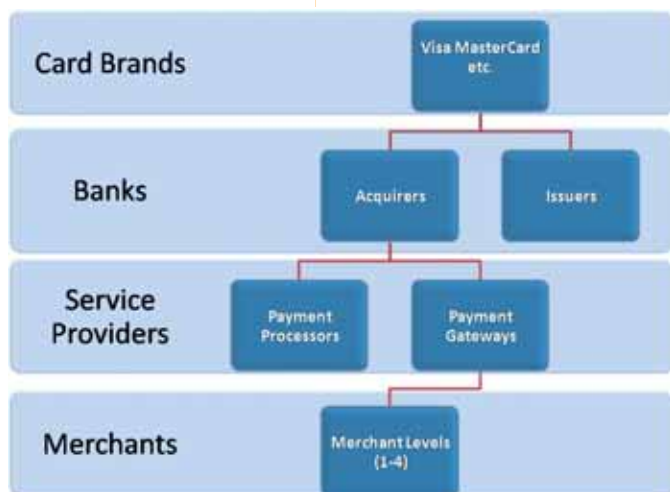 Card Brands
Visa MasterCard
etc.
Banks
Acquirers
Issuers
Service
Providers
Payment
Processors
Payment
Gateways
Merchants
Merchant Levels
(1-4)